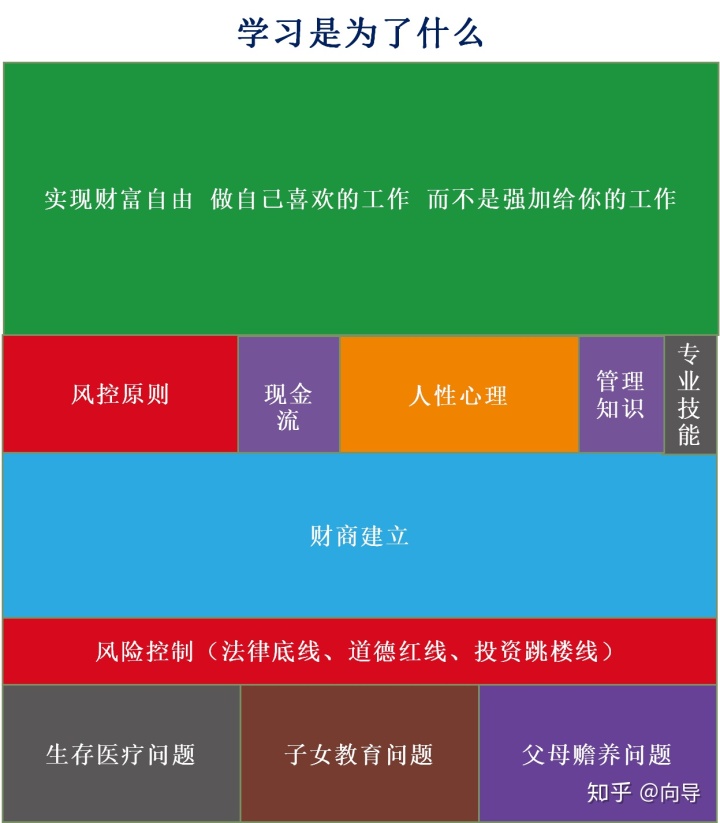 学习是为了什么
实现财富自由 做自己喜欢的工作 而不是强加给你的工作
风控原则
现金
流
人性心理
管理
知识
专
业
技
能
财商建立
风险控制（法律底线、道德红线、投资跳楼线）
生存医疗问题
子女教育问题
父母赡养问题
知乎 @向导